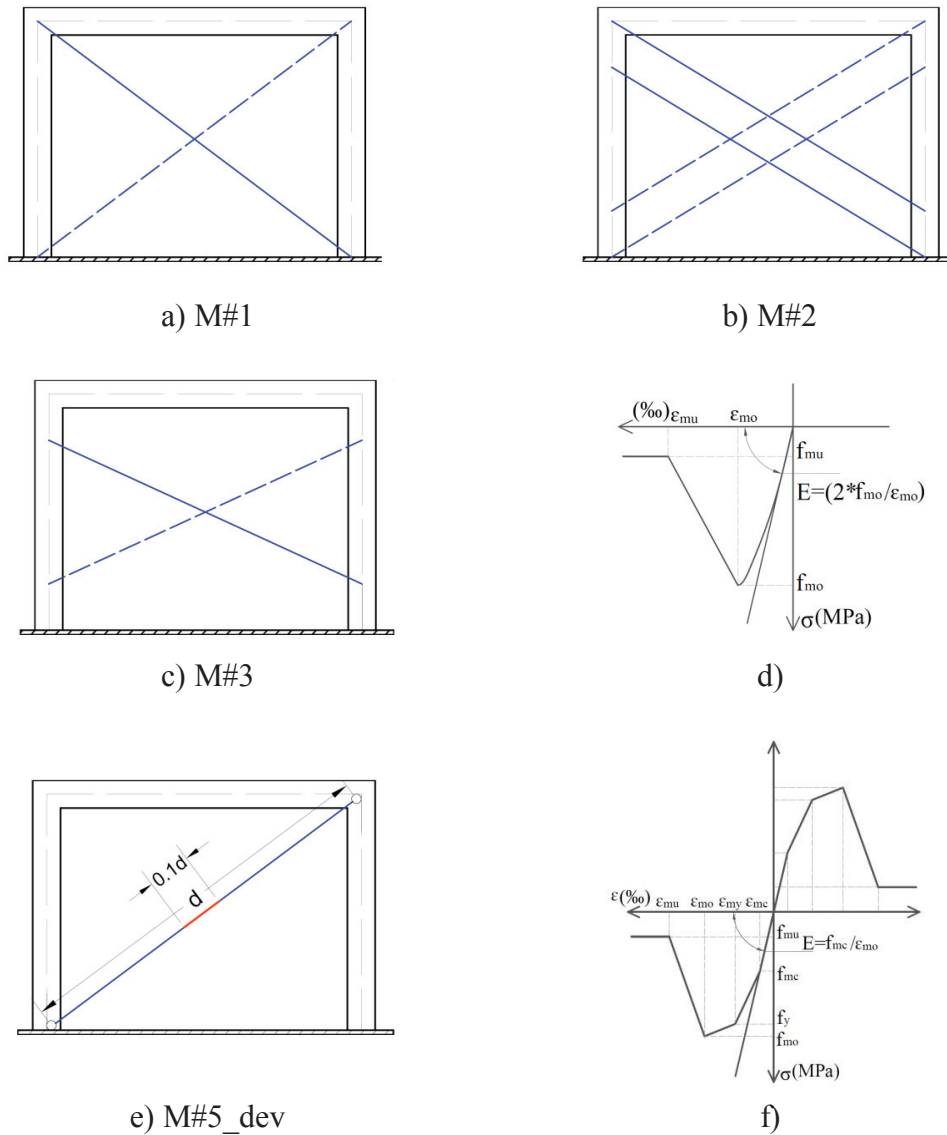 a) M#1
b) M#2
c) M#3
(‰) εmu εmo
fmu
E=(2*fmo/εmo)
fmo
σ(MPa)
d)
0.1d
d
e) M#5_dev
ε(‰) εmu εmo εmy εmc
fmu E=fmc/εmo
fmc
fy
fmo
σ(MPa)
f)